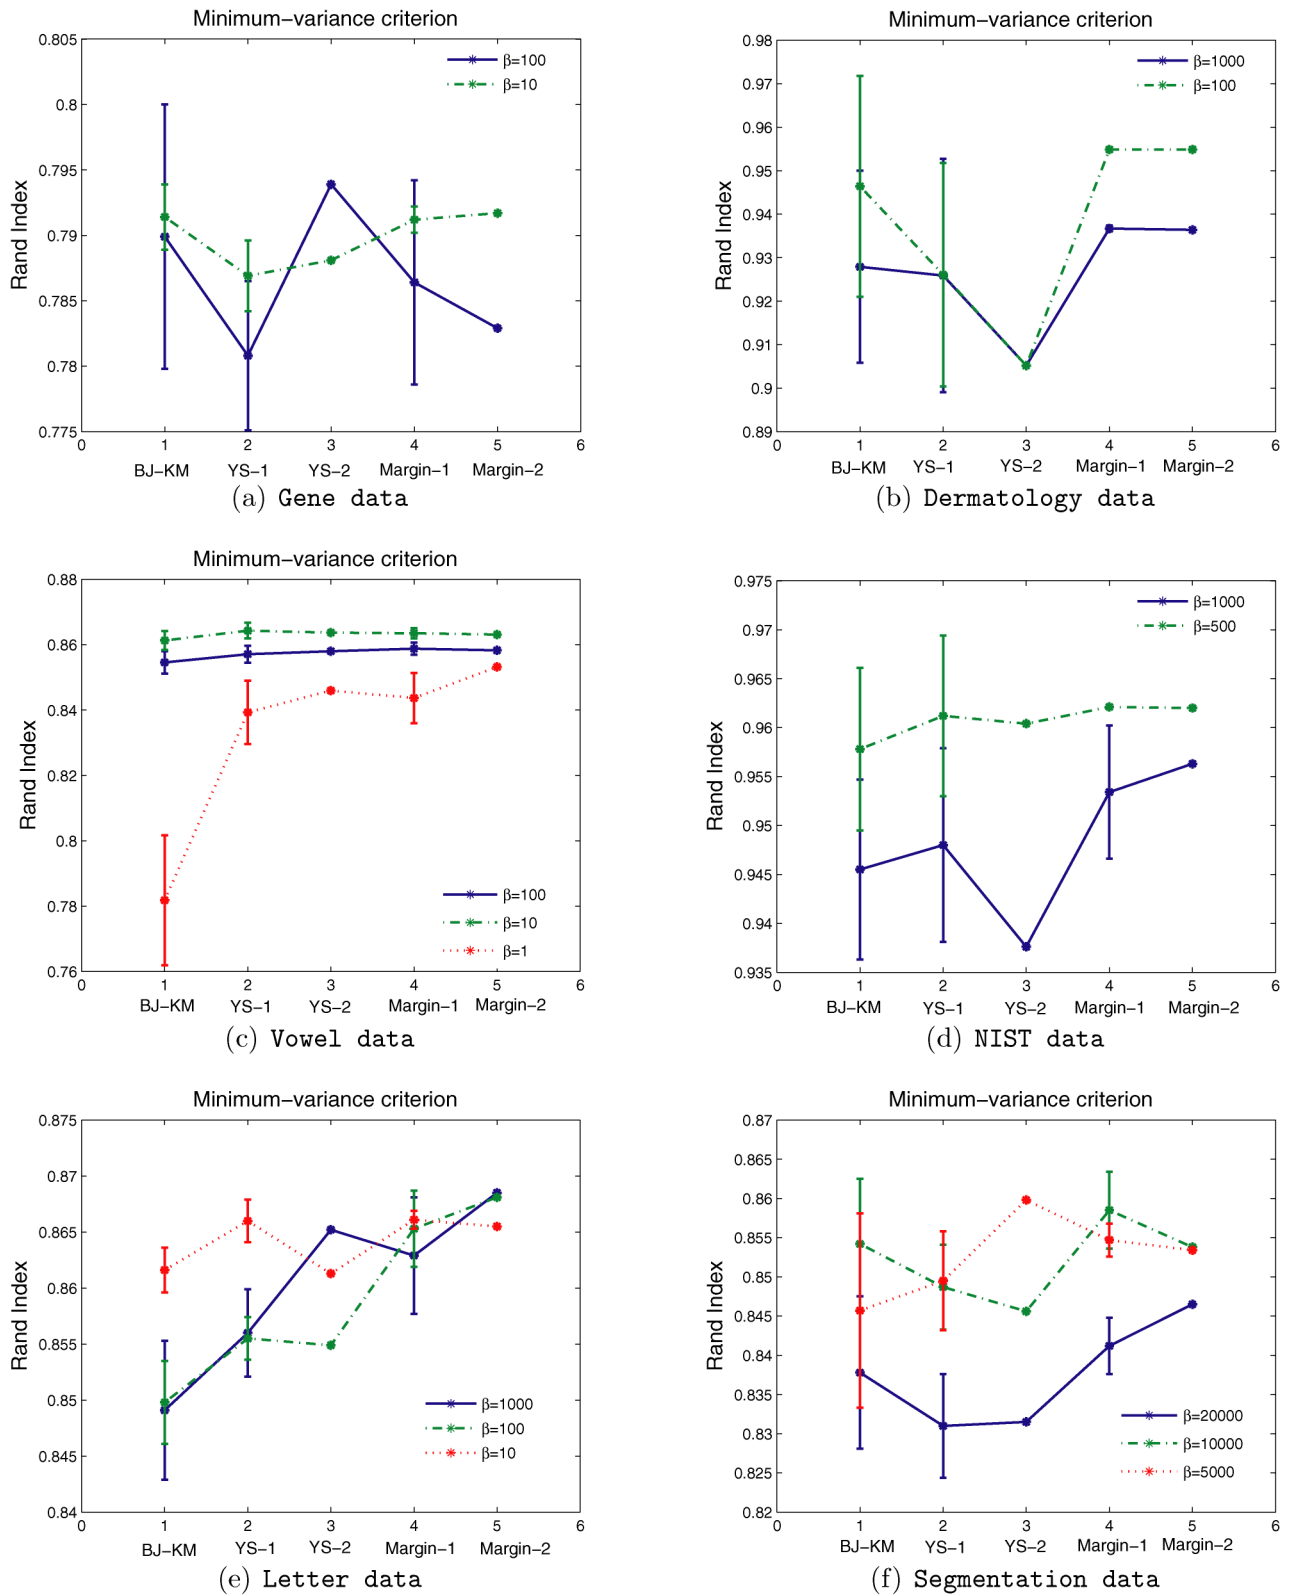 Minimum−variance criterion
0.805
0.8
0.795
0.79
0.785
0.78
0.775
Rand Index
β=100
β=10
0 1 2 3 4 5 6
BJ−KM YS−1 YS−2 Margin−1 Margin−2
(a) Gene data
Minimum−variance criterion
0.98
0.97
0.96
0.95
0.94
0.93
0.92
0.91
0.9
0.89
Rand Index
β=1000
β=100
0 1 2 3 4 5 6
BJ−KM YS−1 YS−2 Margin−1 Margin−2
(b) Dermatology data
Minimum−variance criterion
0.88
0.86
0.84
0.82
0.8
0.78
0.76
Rand Index
β=100
β=10
β=1
0 1 2 3 4 5 6
BJ−KM YS−1 YS−2 Margin−1 Margin−2
(c) Vowel data
0.975
0.97
0.965
0.96
0.955
0.95
0.945
0.94
0.935
Rand Index
β=1000
β=500
0 1 2 3 4 5 6
BJ−KM YS−1 YS−2 Margin−1 Margin−2
(d) NIST data
Minimum−variance criterion
0.875
0.87
0.865
0.86
0.855
0.85
0.845
0.84
Rand Index
β=1000
β=100
β=10
0 1 2 3 4 5 6
BJ−KM YS−1 YS−2 Margin−1 Margin−2
(e) Letter data
Minimum−variance criterion
0.87
0.865
0.86
0.855
0.85
0.845
0.84
0.835
0.83
0.825
0.82
Rand Index
β=20000
β=10000
β=5000
0 1 2 3 4 5 6
BJ−KM YS−1 YS−2 Margin−1 Margin−2
(f) Segmentation data